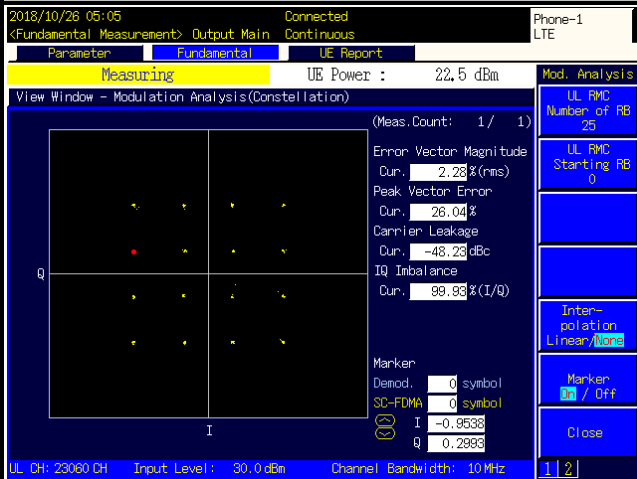 2018/10/26 05:05 Connected Phone-1
<Fundamental Measurement> Output Main Continuous LTE
Parameter Fundamental UE Report
Measuring UE Power : 22.5 dBm Mod. Analysis
View Window - Modulation Analysis(Constellation)
UL RMC
Number of RB
25
(Meas.Count: 1/ 1)
Error Vector Magnitude
Cur. 2.28 %(rms)
Peak Vector Error
Cur. 26.04 %
Carrier Leakage
Cur. -48.23 dBc
IQ Imbalance
Cur. 99.93 %(I/Q)
UL RMC
Starting RB
0
Q
I
Inter-
polation
Linear/None
Marker
Demod. 0 symbol
SC-FDMA 0 symbol
I -0.9538
Q 0.2993
Marker
On / Off
Close
UL CH: 23060 CH Input Level: 30.0 dBm Channel Bandwidth: 10 MHz 1 2